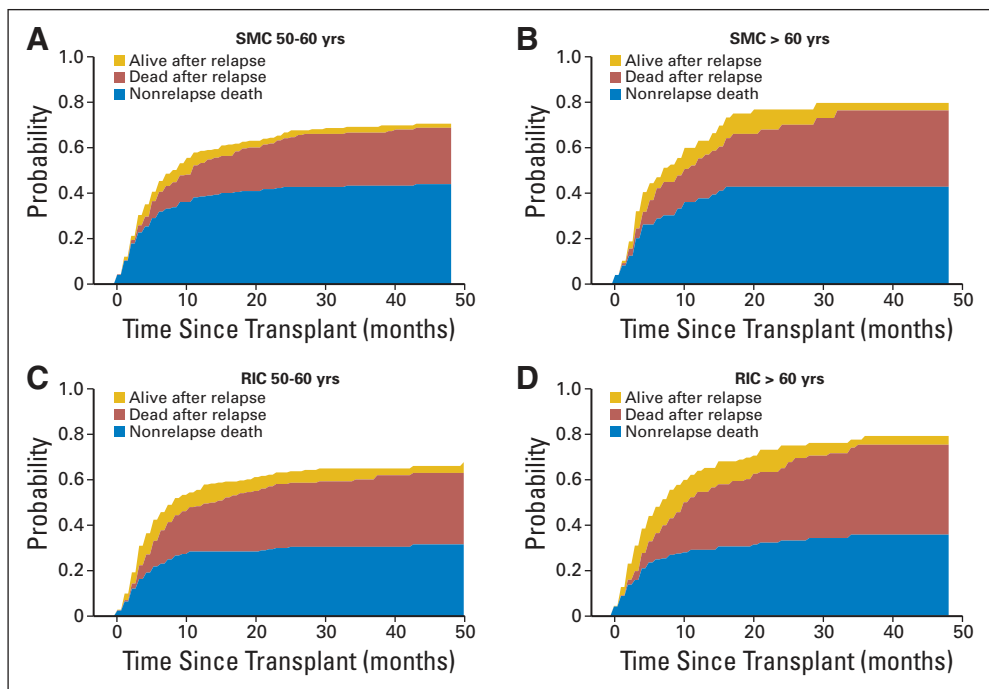 A
SMC 50-60 yrs
1.0
0.8
0.6
0.4
0.2
0
Probability
Alive after relapse
Dead after relapse
Nonrelapse death
0 10 20 30 40 50
Time Since Transplant (months)
B
SMC > 60 yrs
1.0
0.8
0.6
0.4
0.2
0
Probability
Alive after relapse
Dead after relapse
Nonrelapse death
0 10 20 30 40 50
Time Since Transplant (months)
C
RIC 50-60 yrs
1.0
0.8
0.6
0.4
0.2
0
Probability
Alive after relapse
Dead after relapse
Nonrelapse death
0 10 20 30 40 50
Time Since Transplant (months)
D
RIC > 60 yrs
1.0
0.8
0.6
0.4
0.2
0
Probability
Alive after relapse
Dead after relapse
Nonrelapse death
0 10 20 30 40 50
Time Since Transplant (months)